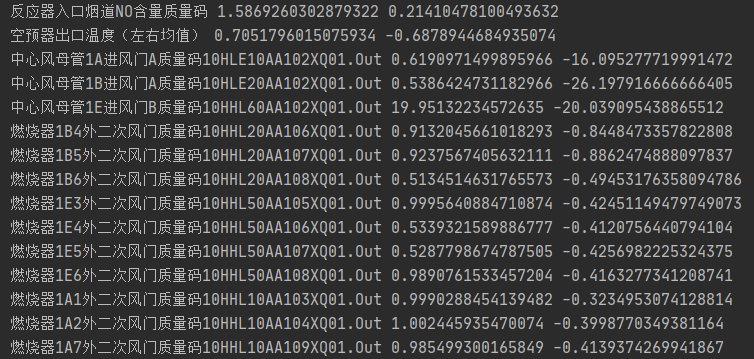 反应器入口烟道NO含量质量码 1.5869260302879322 0.21410478100493632
空预器出口温度（左右均值） 0.7051796015075934 -0.6878944684935074
中心风母管1A进风门A质量码10HLE10AA102XQ01.Out 0.6190971499895966 -16.095277719991472
中心风母管1B进风门A质量码10HLE20AA102XQ01.Out 0.5386424731182966 -26.197916666666405
中心风母管1E进风门B质量码10HHL60AA102XQ01.Out 19.95132234572635 -20.039095438865512
燃烧器1B4外二次风门质量码10HHL20AA106XQ01.Out 0.9132045661018293 -0.8448473357822808
燃烧器1B5外二次风门质量码10HHL20AA107XQ01.Out 0.9237567405632111 -0.8862474888097837
燃烧器1B6外二次风门质量码10HHL20AA108XQ01.Out 0.5134514631765573 -0.49453176358094786
燃烧器1E3外二次风门质量码10HHL50AA105XQ01.Out 0.9995640884710874 -0.42451149479749073
燃烧器1E4外二次风门质量码10HHL50AA106XQ01.Out 0.5339321589886777 -0.4120756440794104
燃烧器1E5外二次风门质量码10HHL50AA107XQ01.Out 0.5287798674787505 -0.4256982225324375
燃烧器1E6外二次风门质量码10HHL50AA108XQ01.Out 0.9890761533457204 -0.4163277341208741
燃烧器1A1外二次风门质量码10HHL10AA103XQ01.Out 0.9990288454139482 -0.3234953074128814
燃烧器1A2外二次风门质量码10HHL10AA104XQ01.Out 1.002445935470074 -0.3998770349381164
燃烧器1A7外二次风门质量码10HHL10AA109XQ01.Out 0.985499300165849 -0.4139374269941867